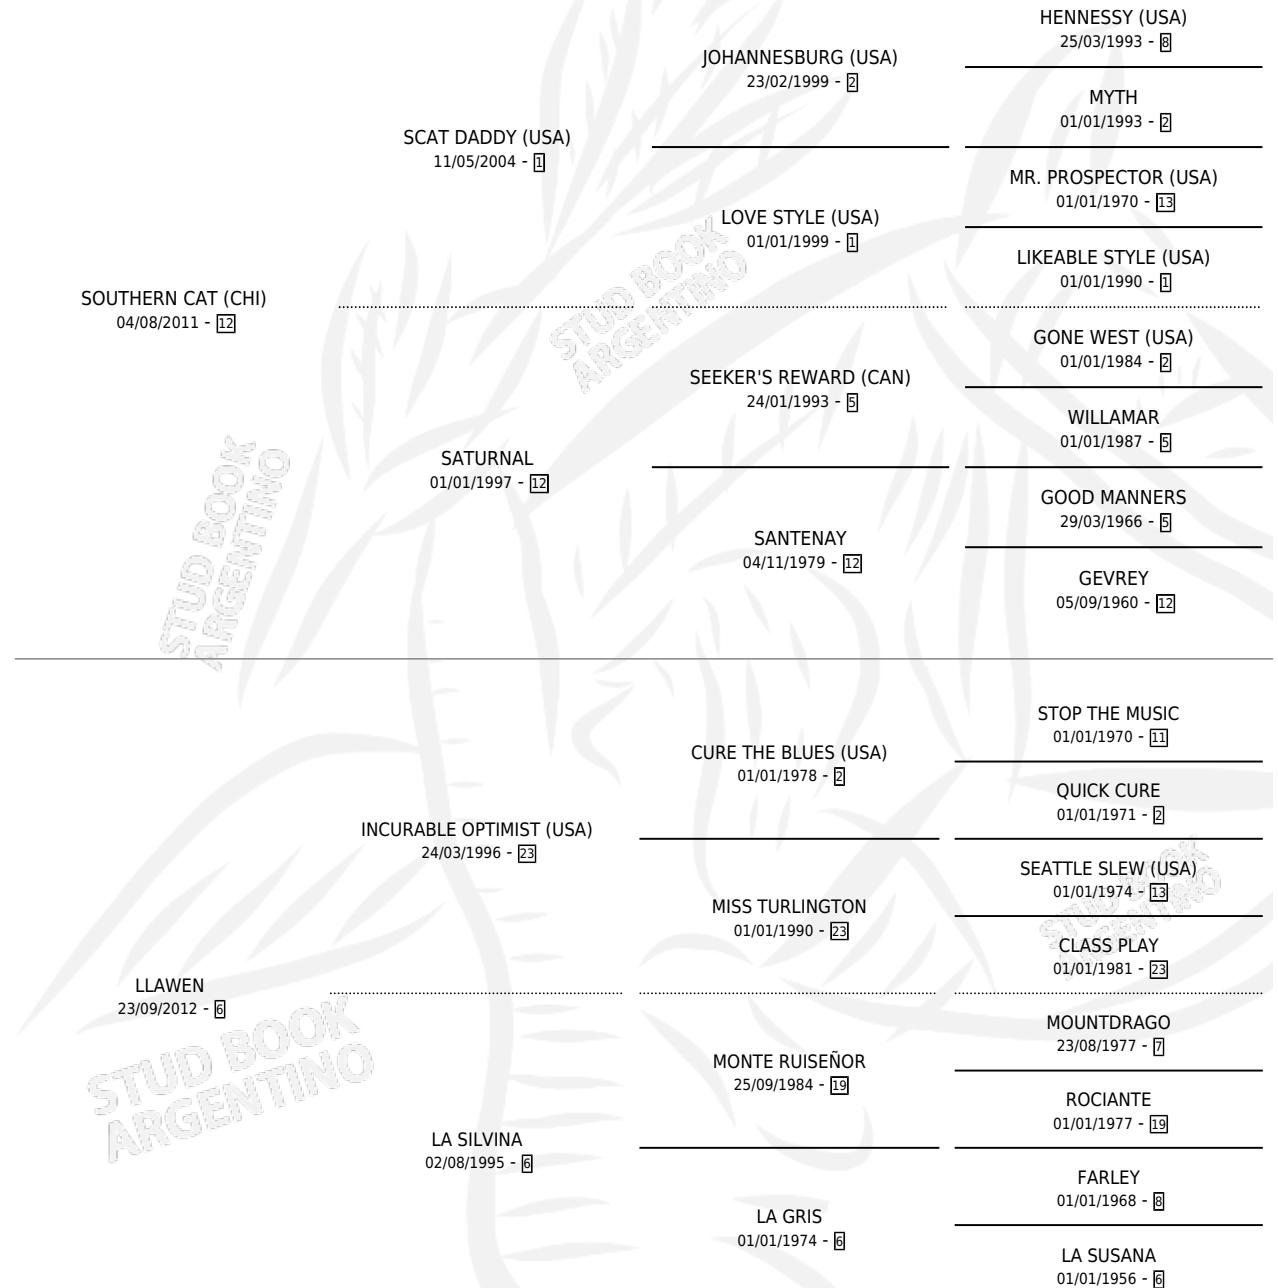 HENNESSY (USA)
25/03/1993 - 8
JOHANNESBURG (USA)
23/02/1999 - 2
MYTH
01/01/1993 - 2
SCAT DADDY (USA)
11/05/2004 - 1
MR. PROSPECTOR (USA)
01/01/1970 - 13
LOVE STYLE (USA)
01/01/1999 - 1
LIKEABLE STYLE (USA)
01/01/1990 - 1
SOUTHERN CAT (CHI)
04/08/2011 - 12
STUD BOOK
ARGENTINO
GONE WEST (USA)
01/01/1984 - 2
SEEKER'S REWARD (CAN)
24/01/1993 - 5
WILLAMAR
01/01/1987 - 5
SATURNAL
01/01/1997 - 12
GOOD MANNERS
29/03/1966 - 5
SANTENAY
04/11/1979 - 12
GEVREY
05/09/1960 - 12
STUD BOOK
ARGENTINO
STOP THE MUSIC
01/01/1970 - 11
CURE THE BLUES (USA)
01/01/1978 - 2
QUICK CURE
01/01/1971 - 2
INCURABLE OPTIMIST (USA)
24/03/1996 - 23
SEATTLE SLEW (USA)
01/01/1974 - 13
MISS TURLINGTON
01/01/1990 - 23
CLASS PLAY
01/01/1981 - 23
STUD BOOK
ARGENTINO
LLAWEN
23/09/2012 - 6
MOUNTDRAGO
23/08/1977 - 7
MONTE RUISEÑOR
25/09/1984 - 19
ROCIANTE
01/01/1977 - 19
STUD BOOK
ARGENTINO
LA SILVINA
02/08/1995 - 6
FARLEY
01/01/1968 - 8
LA GRIS
01/01/1974 - 6
LA SUSANA
01/01/1956 - 6